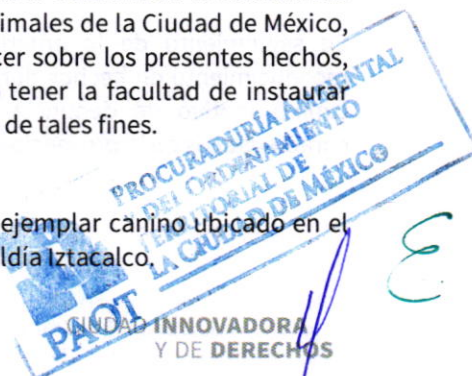 imales de la Ciudad de México,
cer sobre los presentes hechos,
tener la facultad de instaurar
de tales fines.
PROCURADURÍA AMBIENTAL
Y DEL ORDENAMIENTO
TERRITORIAL DE
LA CIUDAD DE MÉXICO
PAOT
ejemplar canino ubicado en el
ldía Iztacalco.
CIUDAD INNOVADORA
Y DE DERECHOS